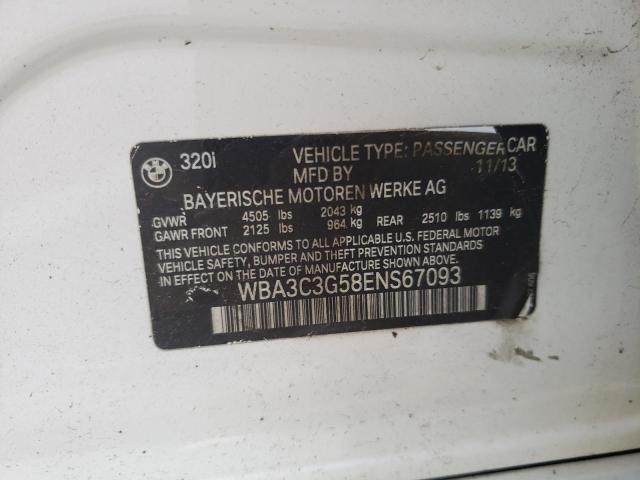 BMW 320i VEHICLE TYPE: PASSENGER CAR
MFD BY 11/13
BAYERISCHE MOTOREN WERKE AG
GVWR 4505 lbs 2043 kg
GAWR FRONT 2125 lbs 964 kg REAR 2510 lbs 1139 kg
THIS VEHICLE CONFORMS TO ALL APPLICABLE U.S. FEDERAL MOTOR
VEHICLE SAFETY, BUMPER AND THEFT PREVENTION STANDARDS
IN EFFECT ON THE DATE OF MANUFACTURE SHOWN ABOVE.
WBA3C3G58ENS67093